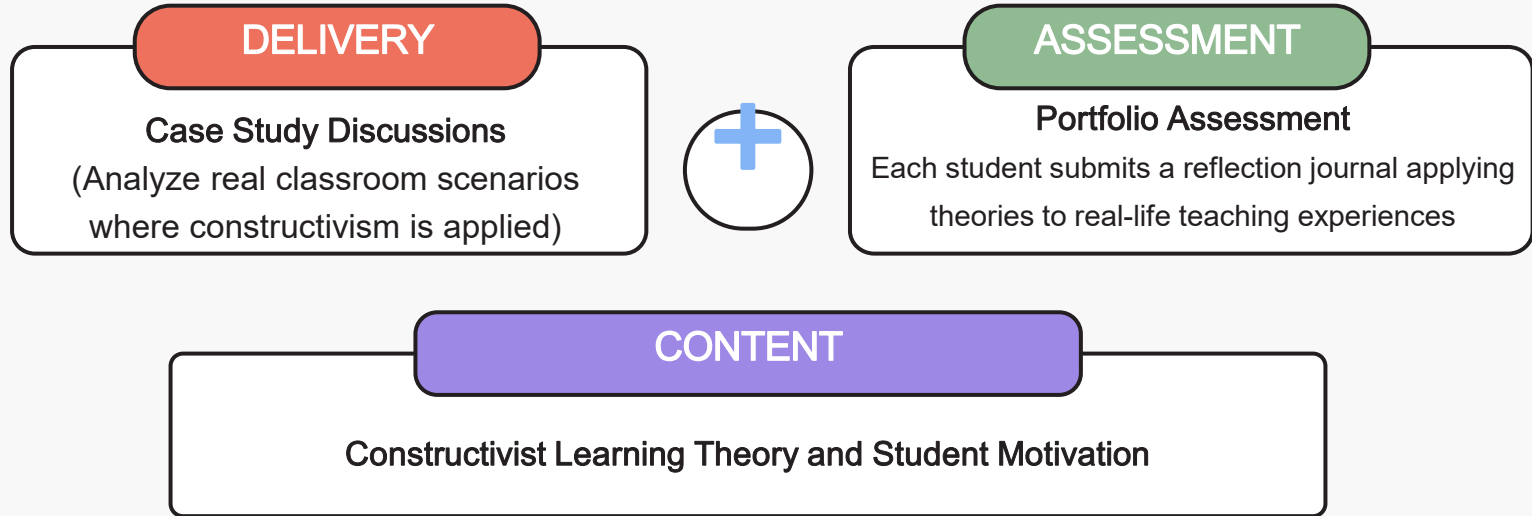 DELIVERY
Case Study Discussions
(Analyze real classroom scenarios
where constructivism is applied)
ASSESSMENT
Portfolio Assessment
Each student submits a reflection journal applying
theories to real-life teaching experiences
CONTENT
Constructivist Learning Theory and Student Motivation